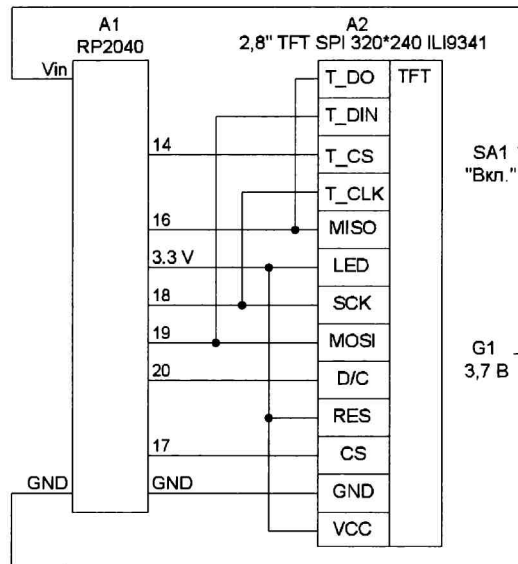 A1
RP2040
A2
2,8" TFT SPI 320*240 ILI9341
Vin
T_DO
TFT
T_DIN
14
T_CS
SA1
"Вкл."
T_CLK
16
MISO
3.3 V
LED
18
SCK
19
MOSI
G1
3,7 В
20
D/C
RES
17
CS
GND
GND
GND
VCC